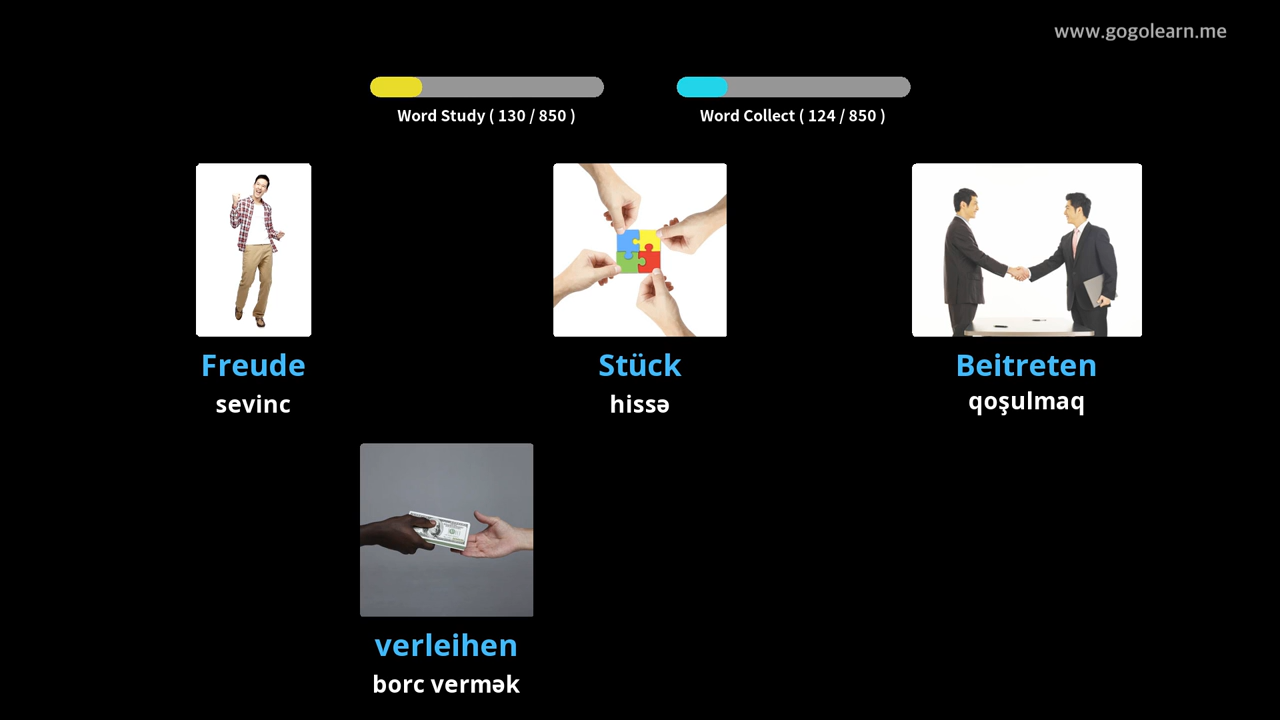 www.gogolearn.me
Word Study ( 130 / 850 )
Word Collect ( 124 / 850 )
Freude
sevinc
Stück
hissə
Beitreten
qoşulmaq
verleihen
borc vermək